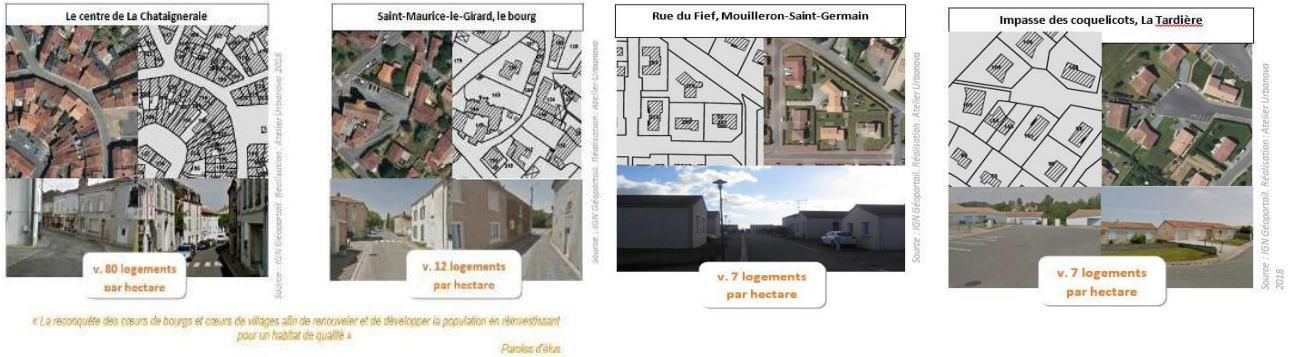 Le centre de La Chataigneraie
Source : IGN Géoportail. Réalisation : Atelier Urbanova 2018
v. 80 logements
par hectare
Saint-Maurice-le-Girard, le bourg
Source : IGN Géoportail. Réalisation : Atelier Urbanova
v. 12 logements
par hectare
Rue du Fief, Mouilleron-Saint-Germain
Source : IGN Géoportail. Réalisation : Atelier Urbanova
v. 7 logements
par hectare
Impasse des coquelicots, La Tardière
Source : IGN Géoportail. Réalisation : Atelier Urbanova
2018
v. 7 logements
par hectare
« La reconquête des cœurs de bourgs et cœurs de villages afin de renouveler et de développer la population en réinvestissant
pour un habitat de qualité »
Paroles d'élus